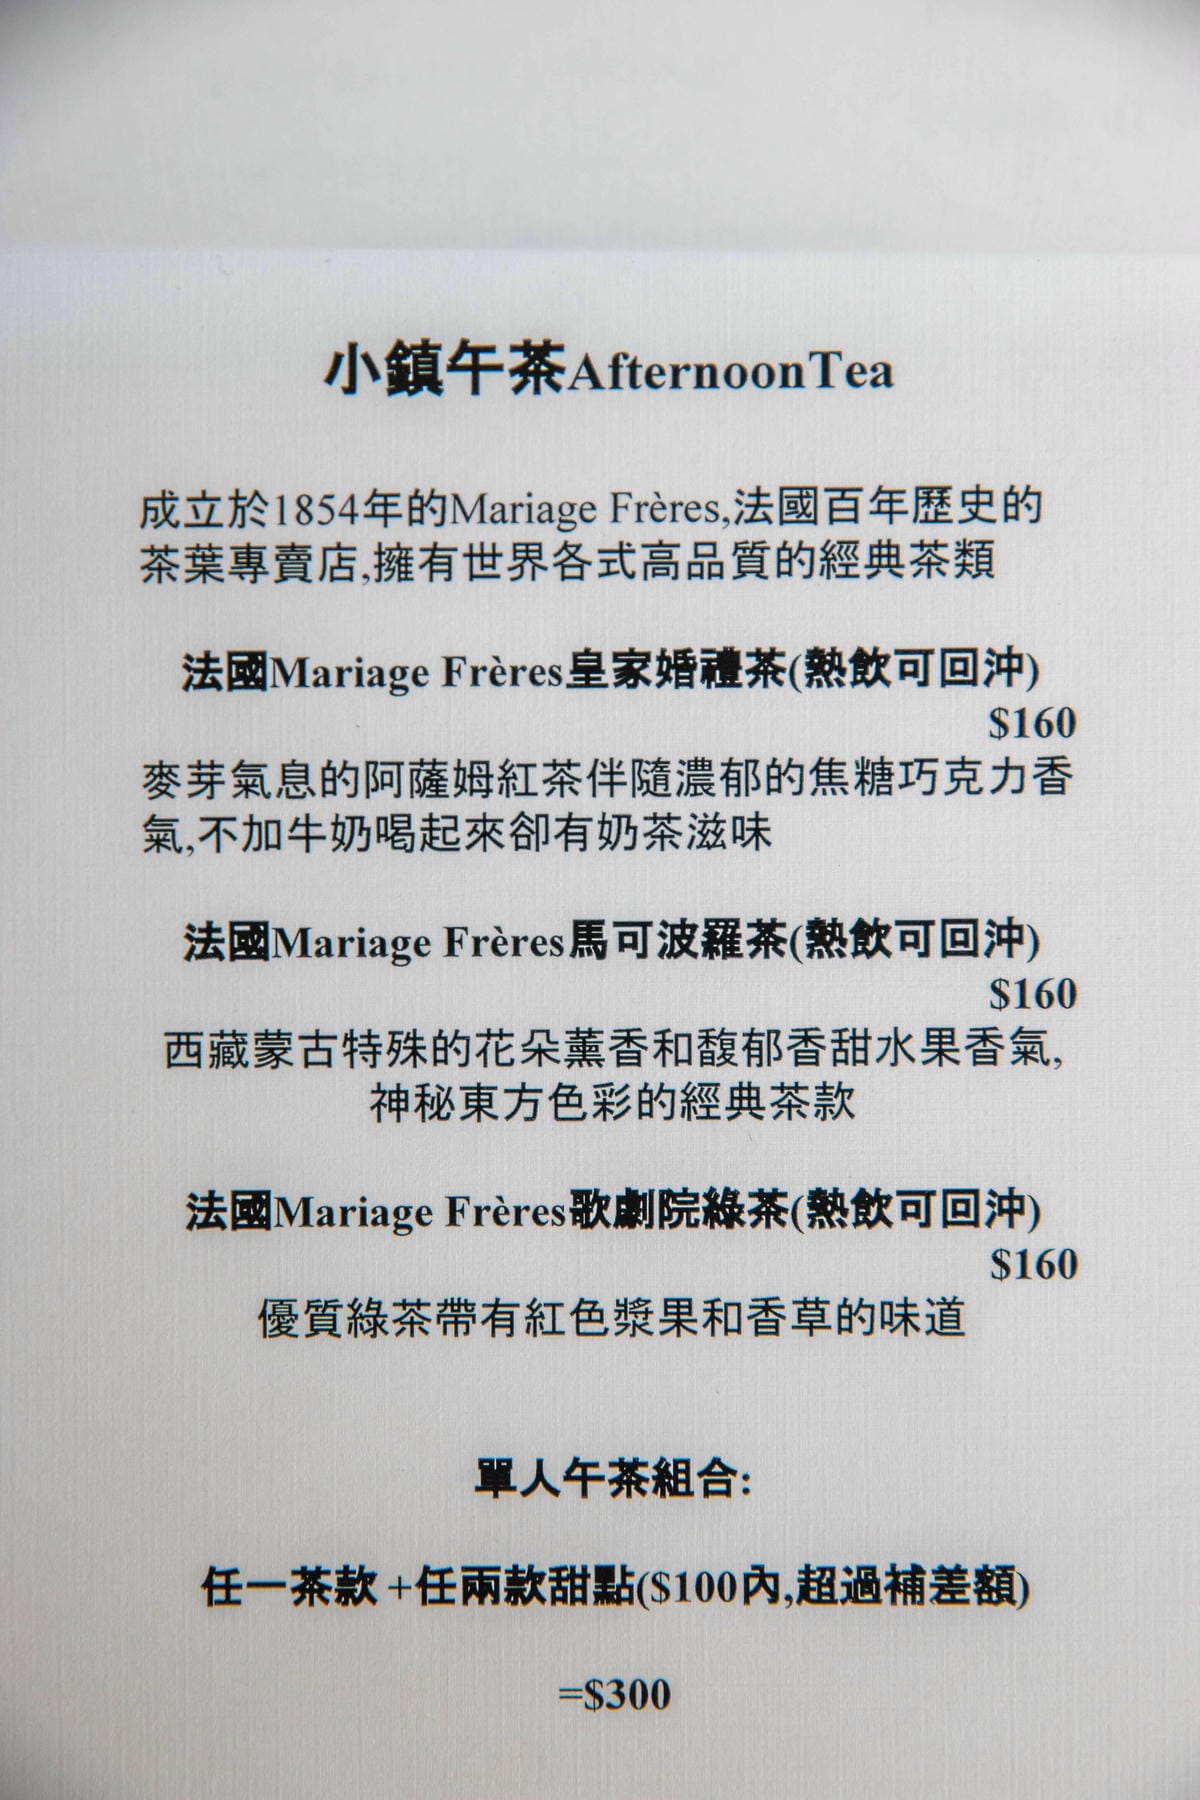 小鎮午茶AfternoonTea
成立於1854年的Mariage Frères,法國百年歷史的
茶葉專賣店,擁有世界各式高品質的經典茶類
法國Mariage Frères皇家婚禮茶(熱飲可回沖)
$160
麥芽氣息的阿薩姆紅茶伴隨濃郁的焦糖巧克力香
氣,不加牛奶喝起來卻有奶茶滋味
法國Mariage Frères馬可波羅茶(熱飲可回沖)
$160
西藏蒙古特殊的花朵薰香和馥郁香甜水果香氣,
神秘東方色彩的經典茶款
法國Mariage Frères歌劇院綠茶(熱飲可回沖)
$160
優質綠茶帶有紅色漿果和香草的味道
單人午茶組合:
任一茶款 +任兩款甜點($100內,超過補差額)
=$300